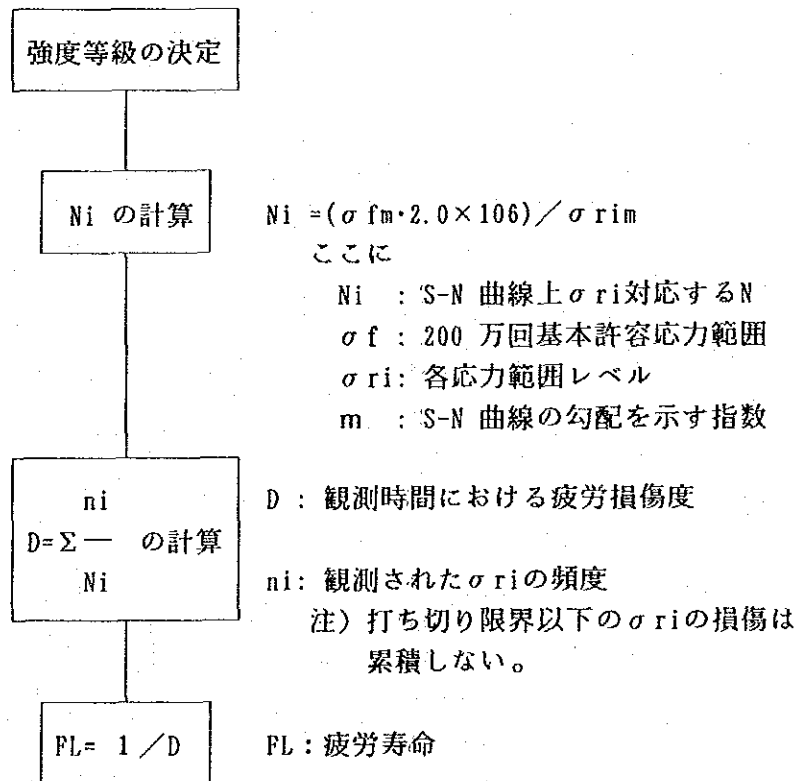 強度等級の決定
Ni の計算
Ni =(σfm・2.0×106)／σrim
ここに
Ni : S-N 曲線上σri対応するN
σf : 200 万回基本許容応力範囲
σri: 各応力範囲レベル
m : S-N 曲線の勾配を示す指数
ni
D=Σ― の計算
Ni
D : 観測時間における疲労損傷度
ni: 観測されたσriの頻度
注) 打ち切り限界以下のσriの損傷は
累積しない。
FL= 1／D
FL: 疲労寿命